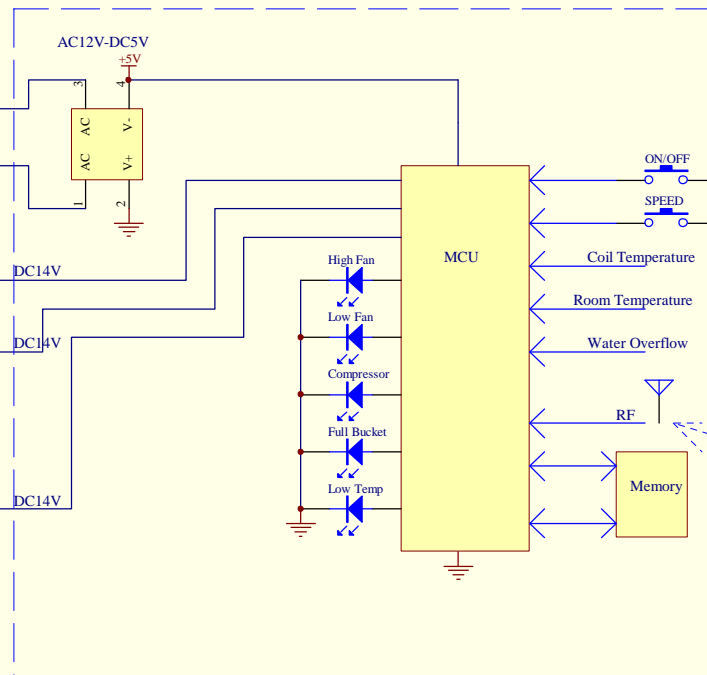 AC12V-DC5V
+5V
3
4
AC
V-
AC
V+
1
2
ON/OFF
SPEED
MCU
Coil Temperature
High Fan
DC14V
Room Temperature
Low Fan
DC14V
Water Overflow
Compressor
RF
Full Bucket
Memory
Low Temp
DC14V